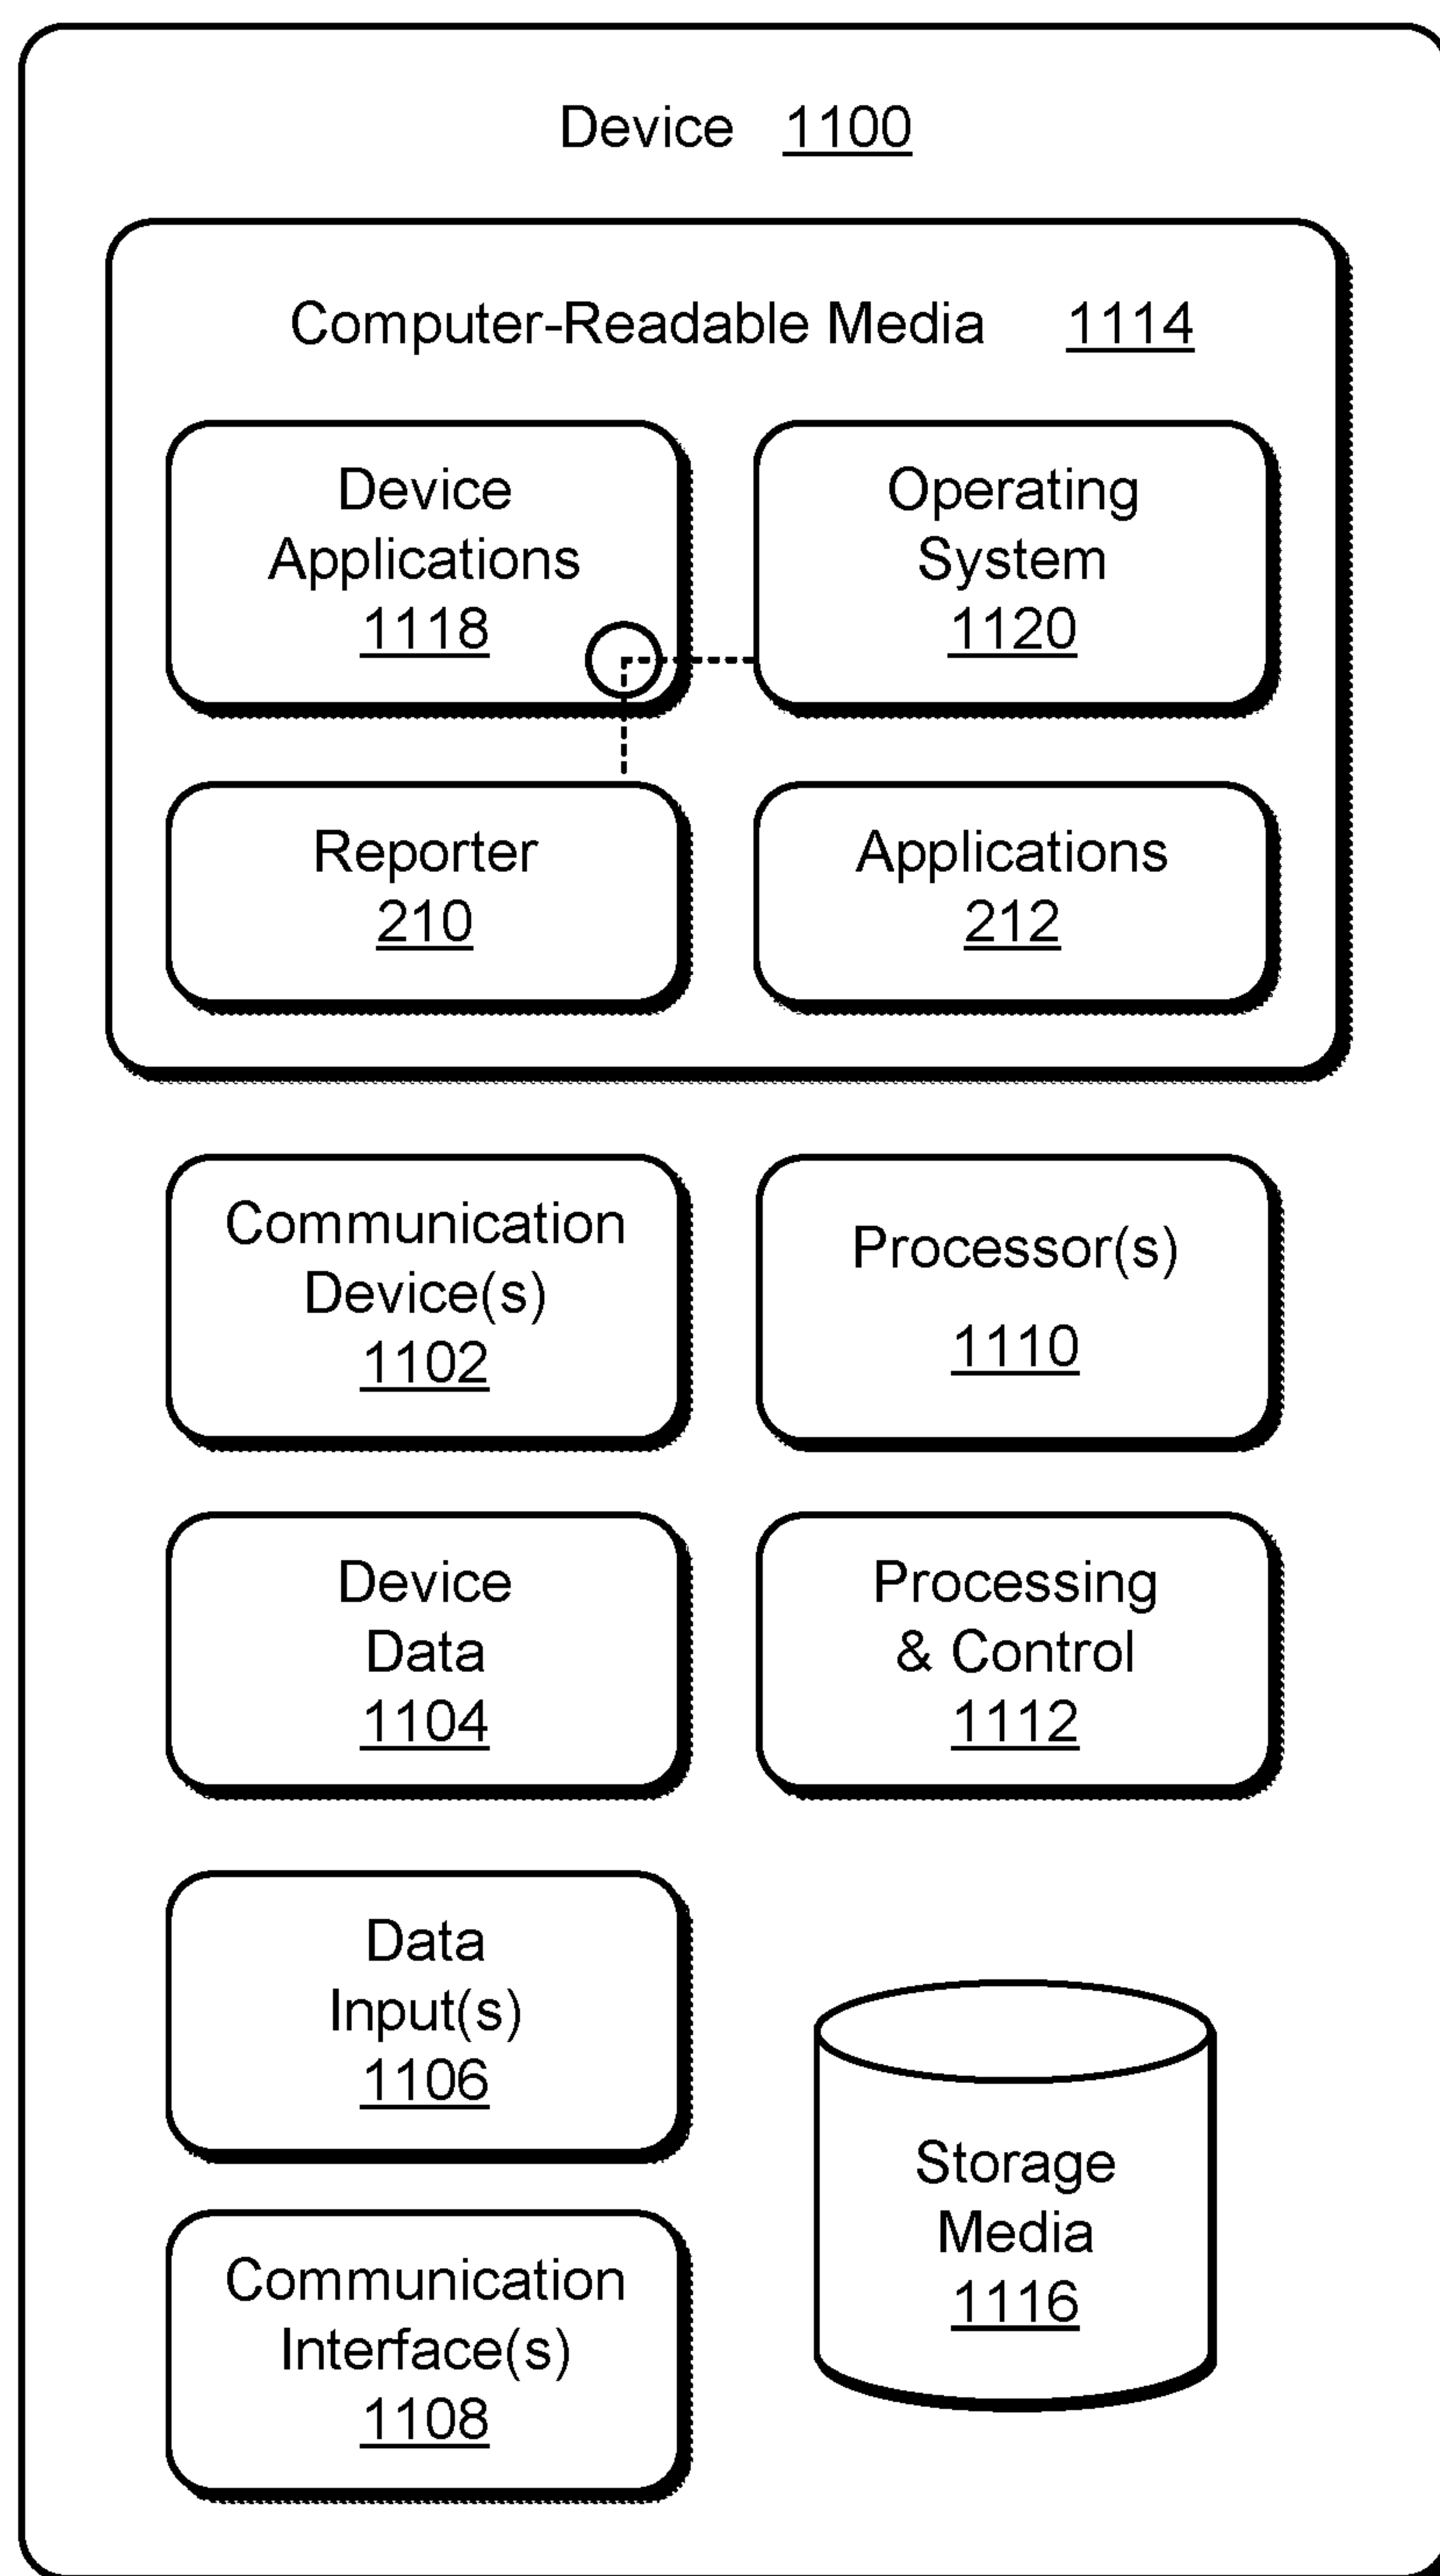 Device 1100
Computer-Readable Media 1114
Device
Applications
1118
Operating
System
1120
Reporter
210
Applications
212
Communication
Device(s)
1102
Processor(s)
1110
Device
Data
1104
Processing
& Control
1112
Data
Input(s)
1106
Storage
Media
1116
Communication
Interface(s)
1108